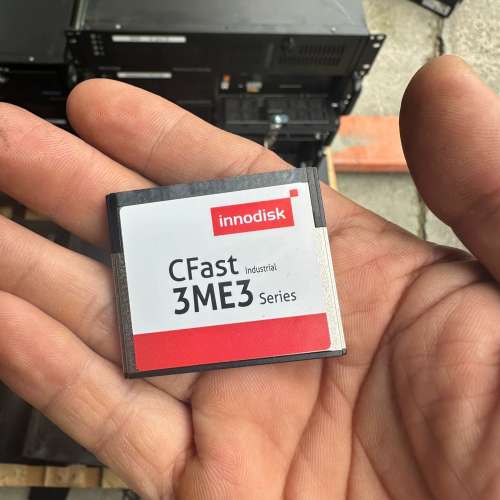 innodisk
CFast Industrial
3ME3 Series